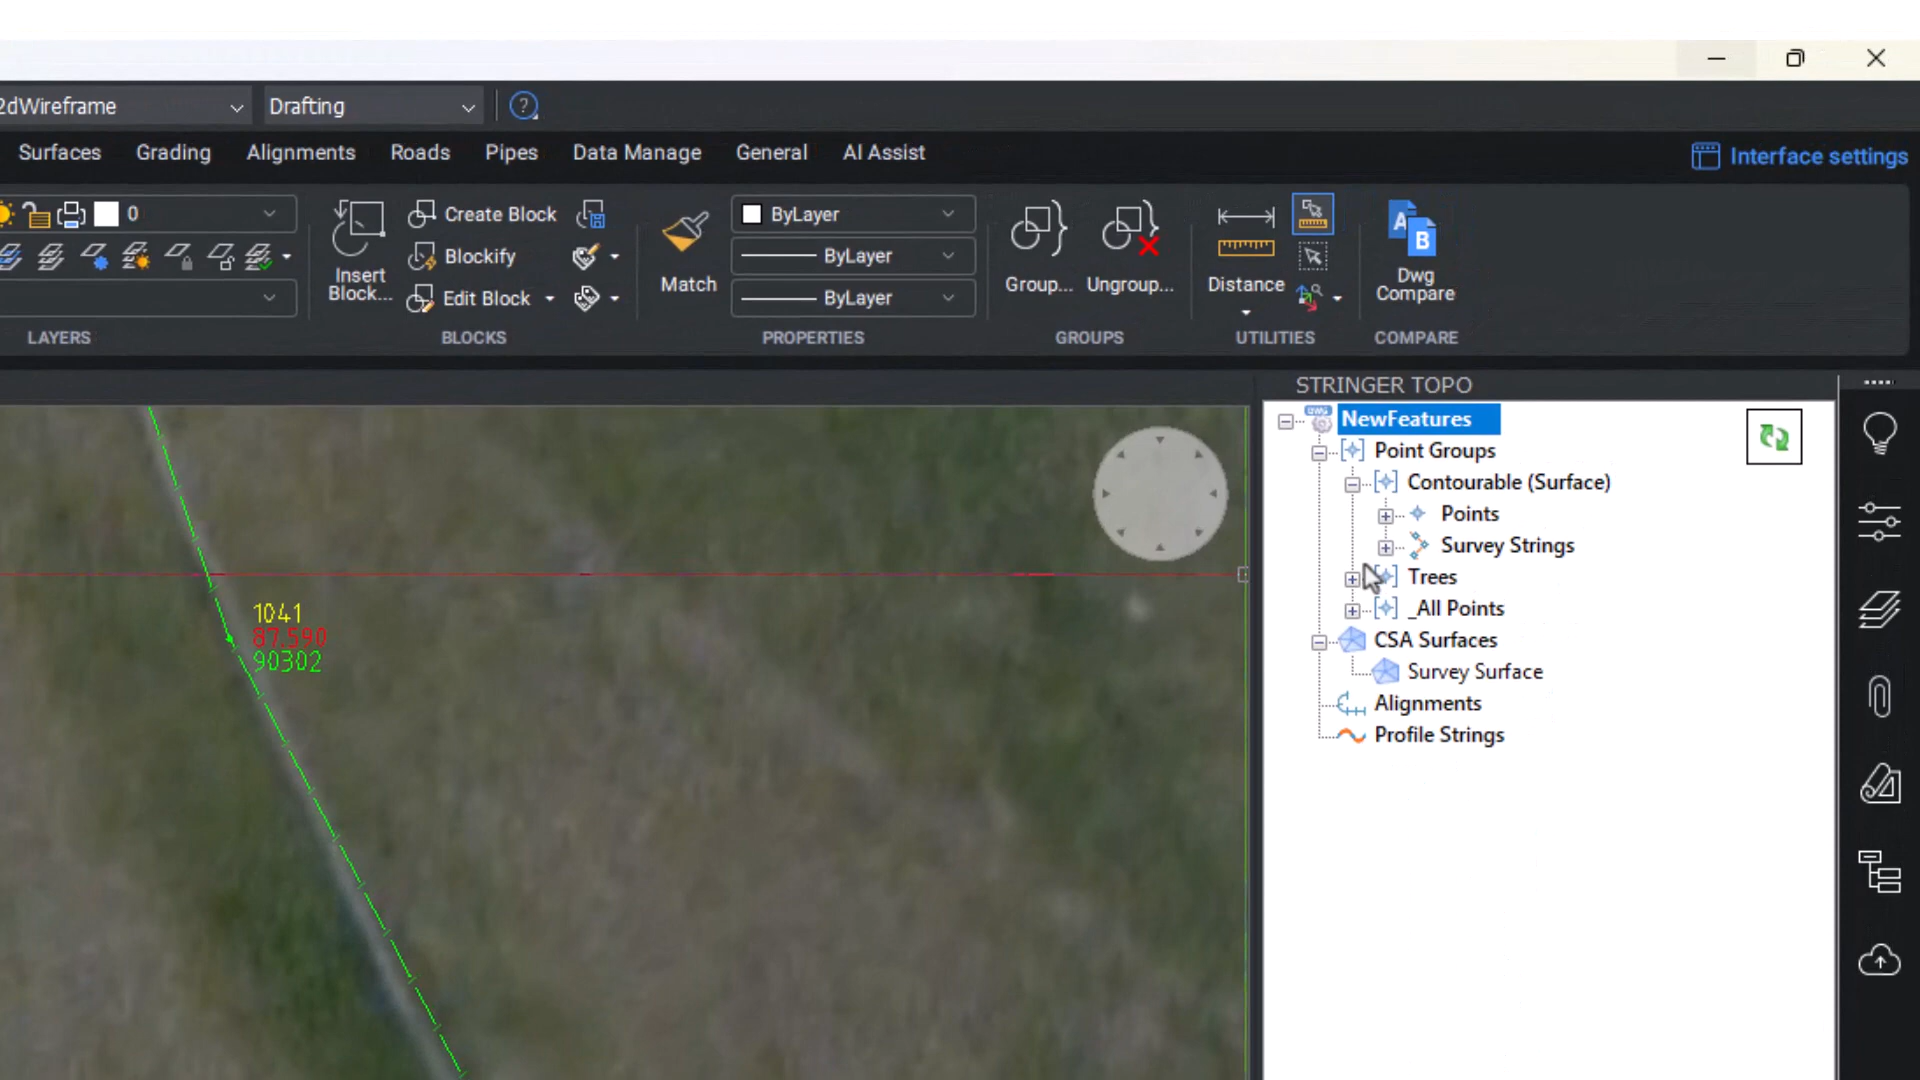 2dWireframe
Drafting
?
Surfaces
Grading
Alignments
Roads
Pipes
Data Manage
General
AI Assist
Interface settings
0
Insert
Block...
Create Block
Blockify
Edit Block
Match
ByLayer
ByLayer
ByLayer
Group...
Ungroup...
Distance
A
B
Dwg
Compare
LAYERS
BLOCKS
PROPERTIES
GROUPS
UTILITIES
COMPARE
STRINGER TOPO
DWG
NewFeatures
Point Groups
Contourable (Surface)
Points
Survey Strings
Trees
_All Points
CSA Surfaces
Survey Surface
Alignments
Profile Strings
1041
87.590
90302